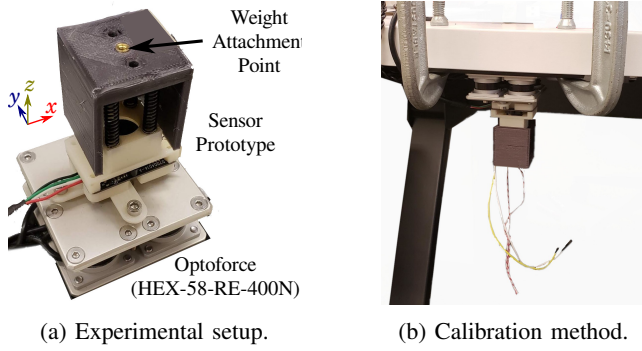 Weight
Attachment
Point
z
y
x
Sensor
Prototype
Optoforce
(HEX-58-RE-400N)
(a) Experimental setup.
(b) Calibration method.